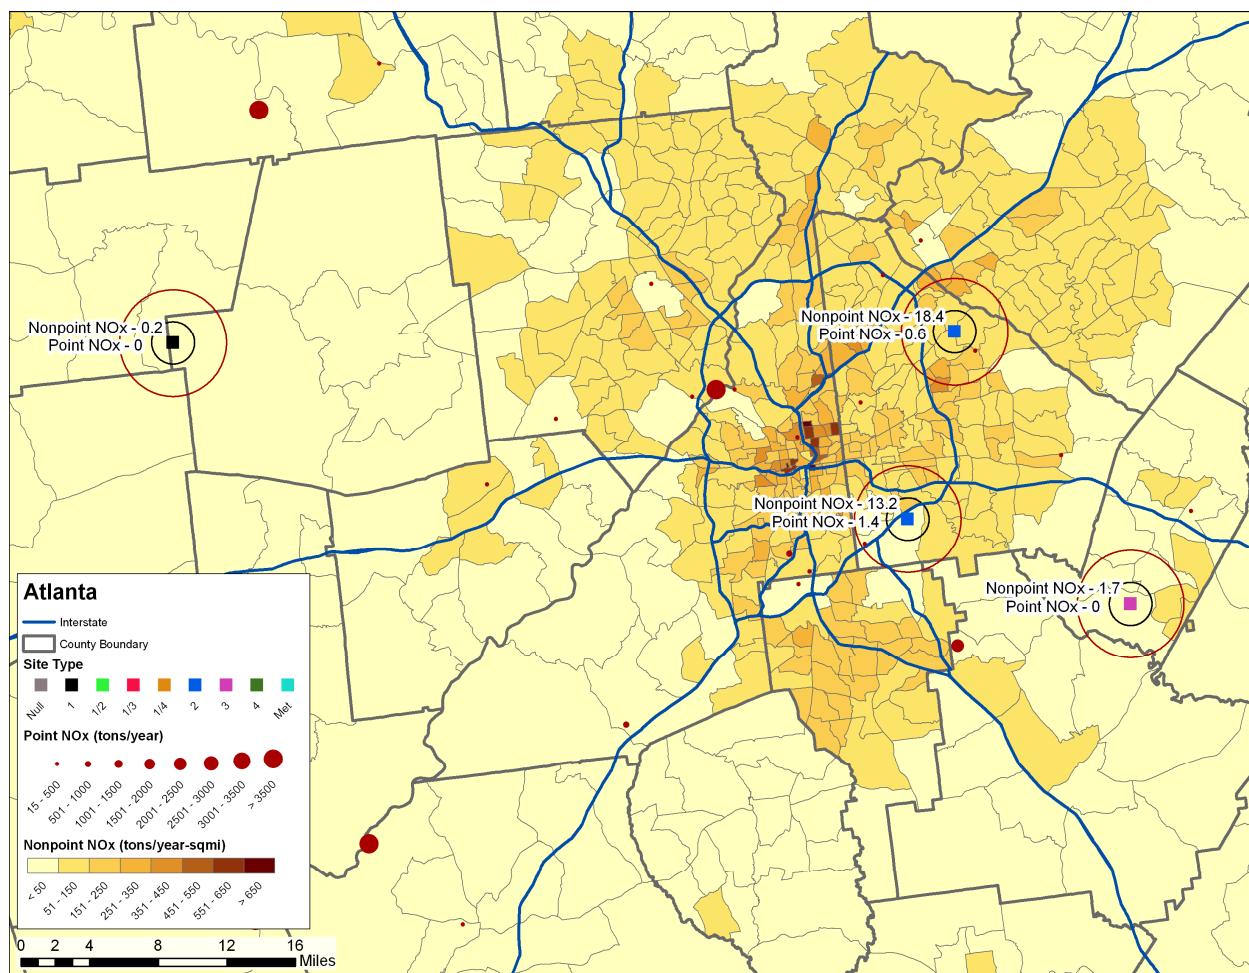 Nonpoint NOx - 18.4
Point NOx - 0.6
Nonpoint NOx - 0.2
Point NOx - 0
Nonpoint NOx - 13.2
Point NOx - 1.4
Nonpoint NOx - 1.7
Point NOx - 0
Atlanta
Interstate
County Boundary
Site Type
Null 1 1/2 1/3 1/4 2 3 4 Met
Point NOx (tons/year)
15 - 500 501 - 1000 1001 - 1500 1501 - 2000 2001 - 2500 2501 - 3000 3001 - 3500 > 3500
Nonpoint NOx (tons/year-sqmi)
< 50 51 - 150 151 - 250 251 - 350 351 - 450 451 - 550 551 - 650 > 650
0 2 4 8 12 16
Miles